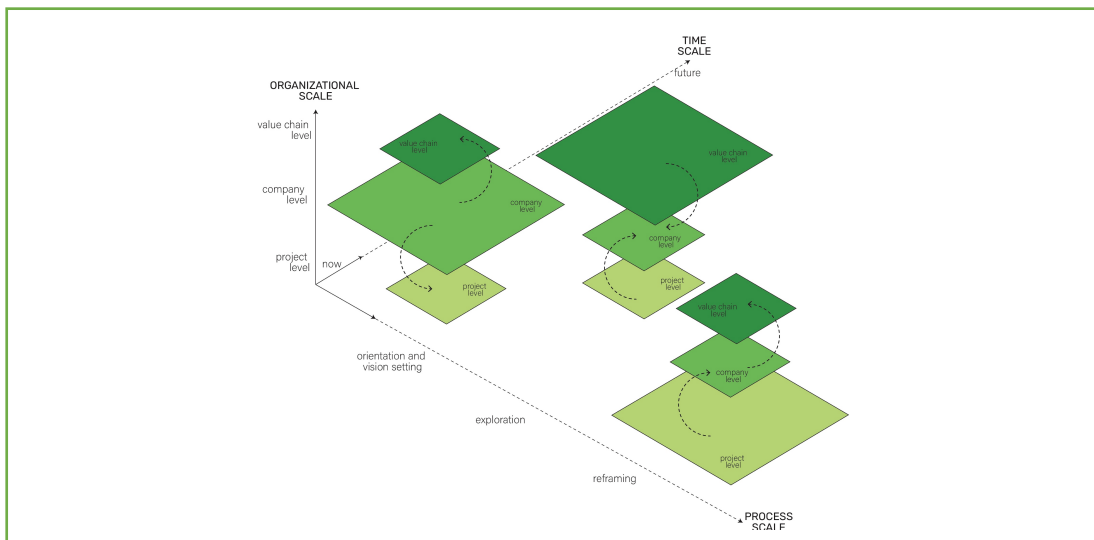 TIME
SCALE
future
ORGANIZATIONAL
SCALE
value chain
level
company
level
project
level
now
value chain
level
company
level
project
level
value chain
level
company
level
project
level
value chain
level
company
level
project
level
orientation and
vision setting
exploration
reframing
PROCESS
SCALE